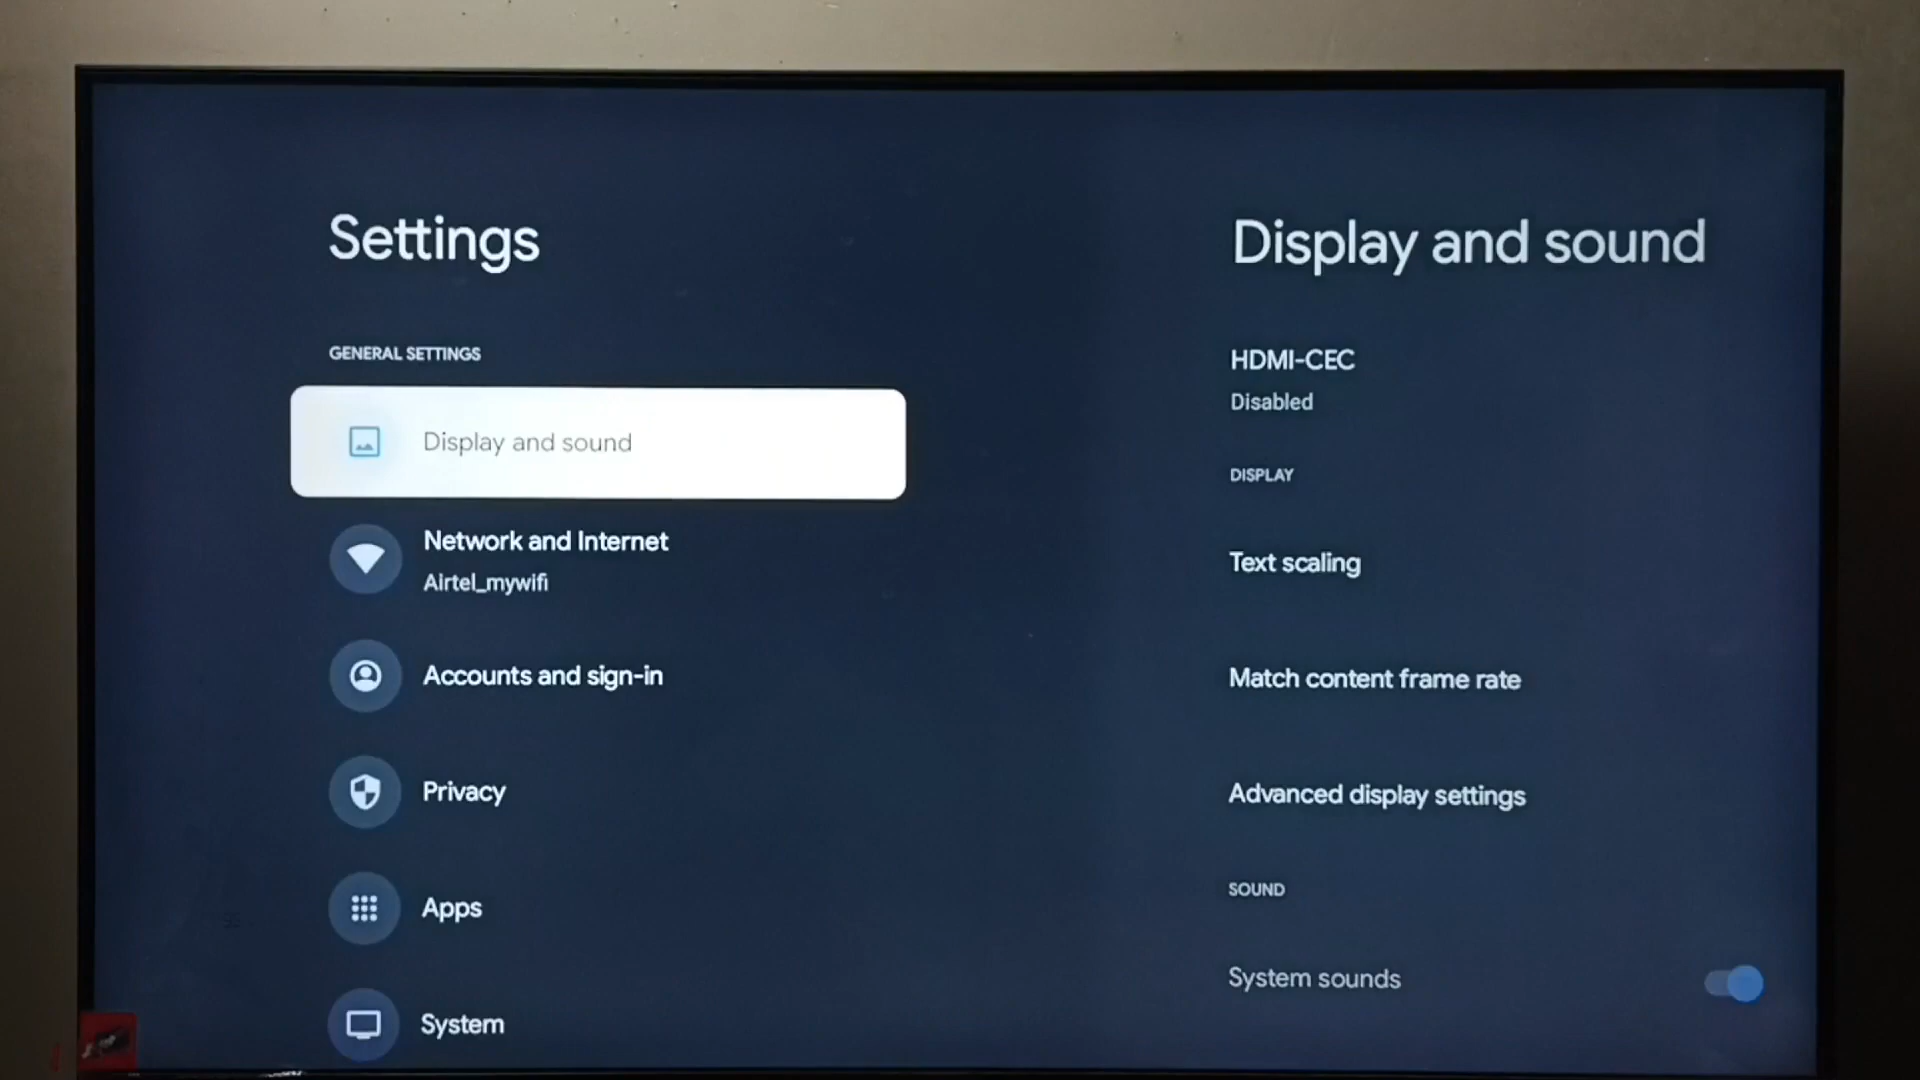 Settings
GENERAL SETTINGS
Display and sound
Network and Internet
Airtel_mywifi
Accounts and sign-in
Privacy
Apps
System
Display and sound
HDMI-CEC
Disabled
DISPLAY
Text scaling
Match content frame rate
Advanced display settings
SOUND
System sounds